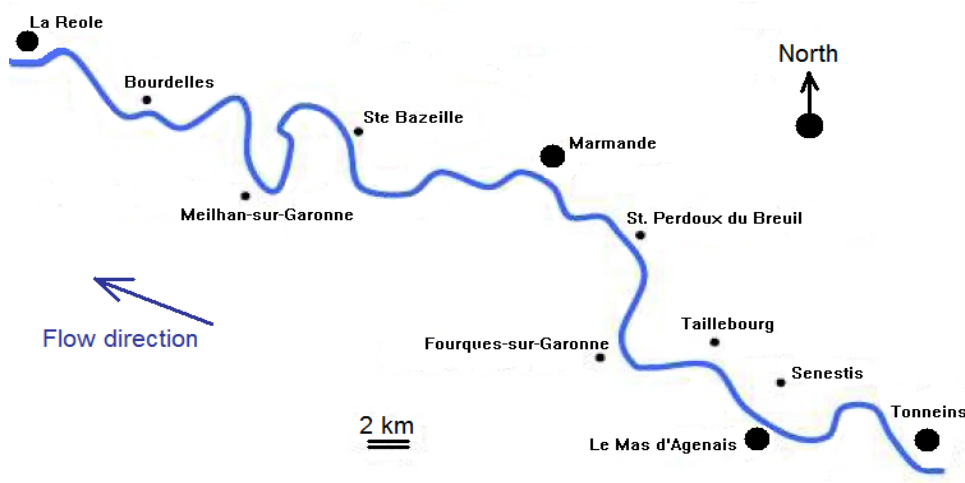 La Reole
North
Bourdelles
Ste Bazeille
Marmande
Meilhan-sur-Garonne
St. Perdoux du Breuil
Flow direction
Fourques-sur-Garonne
Taillebourg
Senestis
2 km
Tonneins
Le Mas d'Agenais